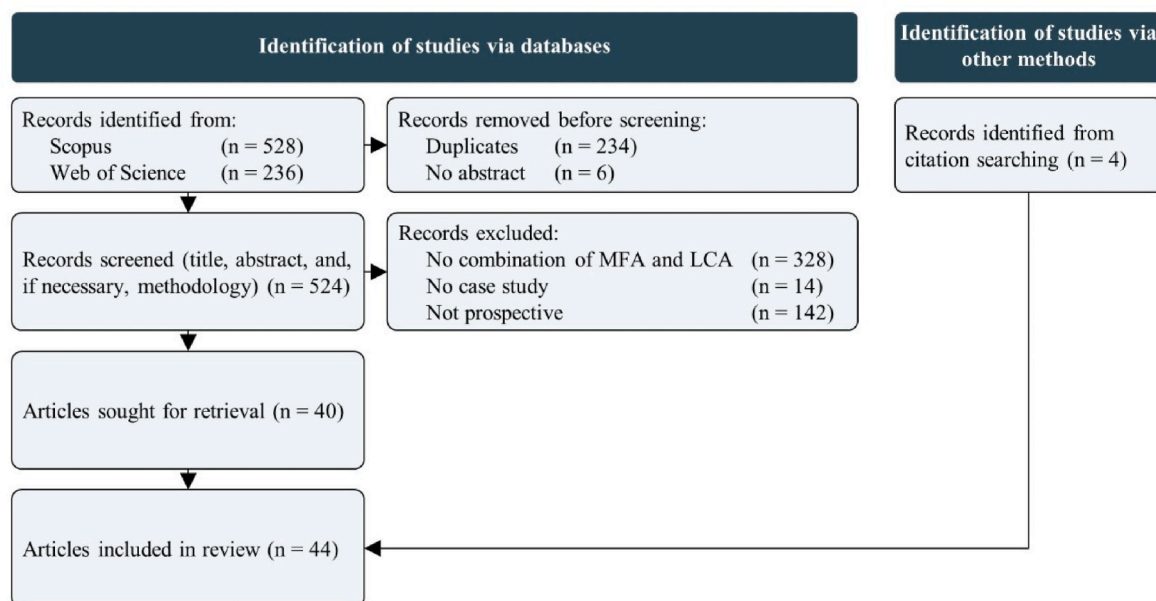 Identification of studies via databases
Identification of studies via
other methods
Records identified from:
Scopus (n = 528)
Web of Science (n = 236)
Records removed before screening:
Duplicates (n = 234)
No abstract (n = 6)
Records identified from
citation searching (n = 4)
Records screened (title, abstract, and,
if necessary, methodology) (n = 524)
Records excluded:
No combination of MFA and LCA (n = 328)
No case study (n = 14)
Not prospective (n = 142)
Articles sought for retrieval (n = 40)
Articles included in review (n = 44)